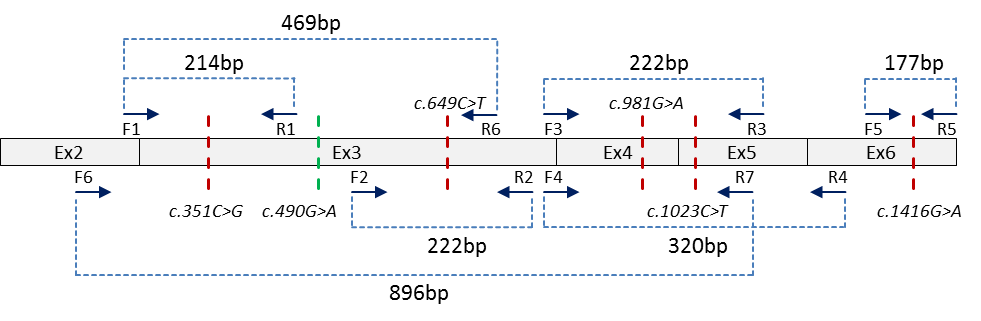 469bp
214bp
222bp
177bp
c.649C>T
c.981G>A
F1
R1
R6
F3
R3
F5
R5
Ex2
Ex3
Ex4
Ex5
Ex6
F6
F2
R2
F4
R7
R4
c.351C>G
c.490G>A
c.1023C>T
c.1416G>A
222bp
320bp
896bp